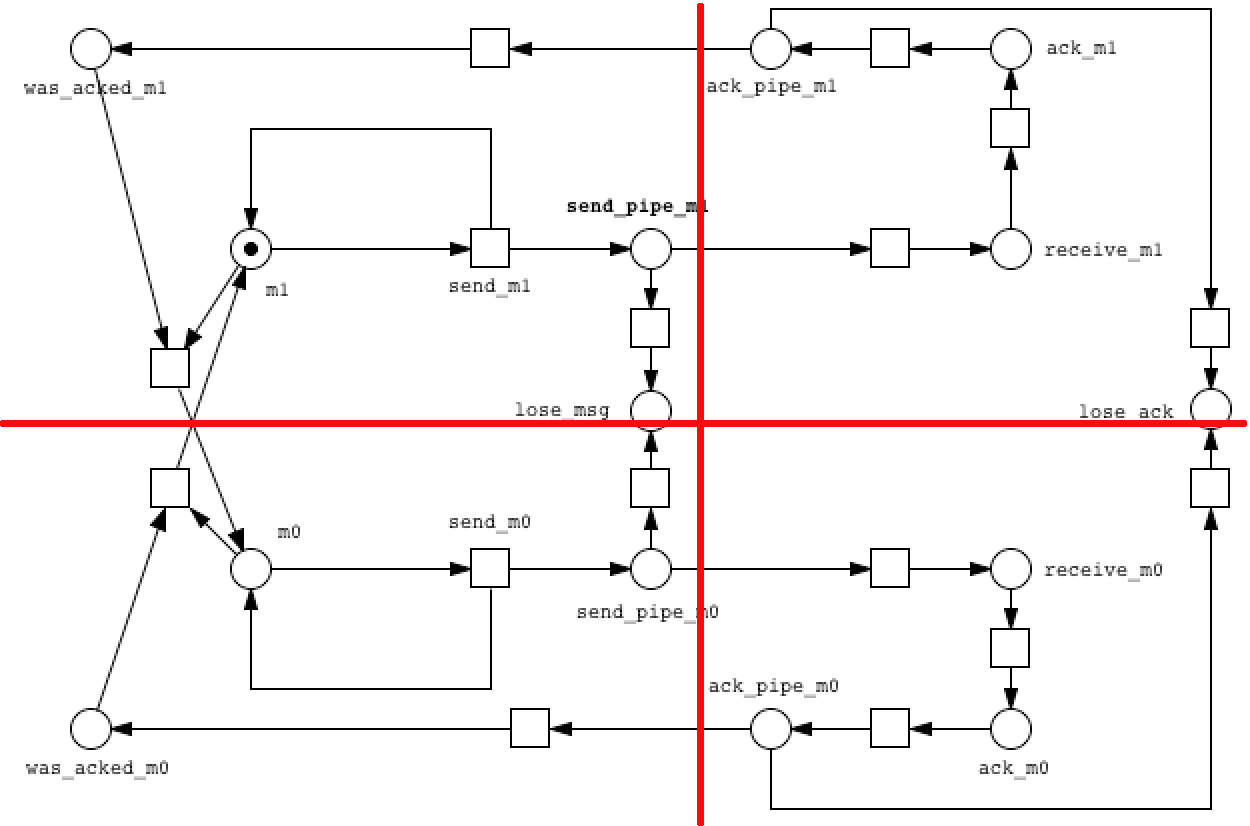 was_acked_m1
ack_pipe_m1
ack_m1
send_pipe_m1
m1
send_m1
receive_m1
lose_msg
lose_ack
m0
send_m0
receive_m0
send_pipe_m0
ack_pipe_m0
was_acked_m0
ack_m0